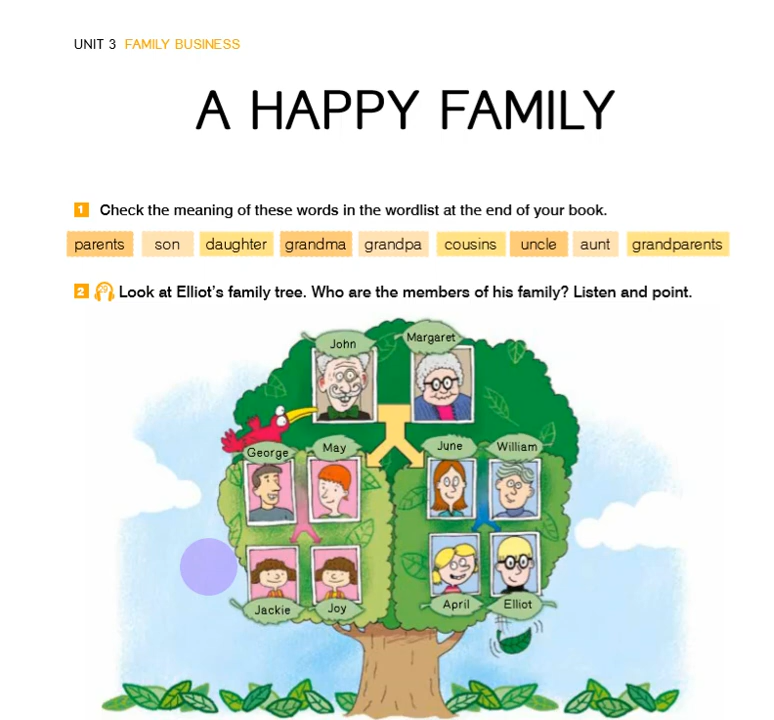 UNIT 3 FAMILY BUSINESS
A HAPPY FAMILY
1 Check the meaning of these words in the wordlist at the end of your book.
parents son daughter grandma grandpa cousins uncle aunt grandparents
2 Look at Elliot's family tree. Who are the members of his family? Listen and point.
John Margaret
George May June William
Jackie Joy April Elliot